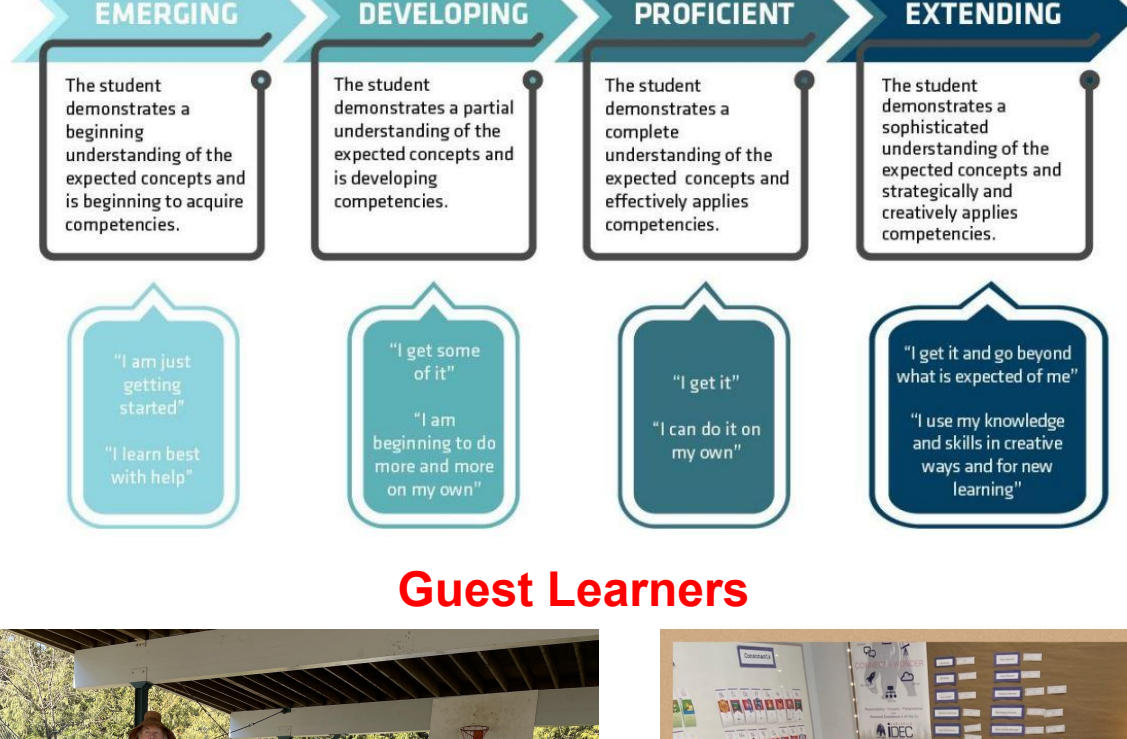 EMERGING
DEVELOPING
PROFICIENT
EXTENDING
The student
demonstrates a
beginning
understanding of the
expected concepts and
is beginning to acquire
competencies.
The student
demonstrates a partial
understanding of the
expected concepts and
is developing
competencies.
The student
demonstrates a
complete
understanding of the
expected concepts and
effectively applies
competencies.
The student
demonstrates a
sophisticated
understanding of the
expected concepts and
strategically and
creatively applies
competencies.
“I am just
getting
started”
“I learn best
with help”
“I get some
of it”
“I am
beginning to do
more and more
on my own”
“I get it”
“I can do it on
my own”
“I get it and go beyond
what is expected of me”
“I use my knowledge
and skills in creative
ways and for new
learning”
Guest Learners
Consonants
CONNECT & WONDER
iDEC